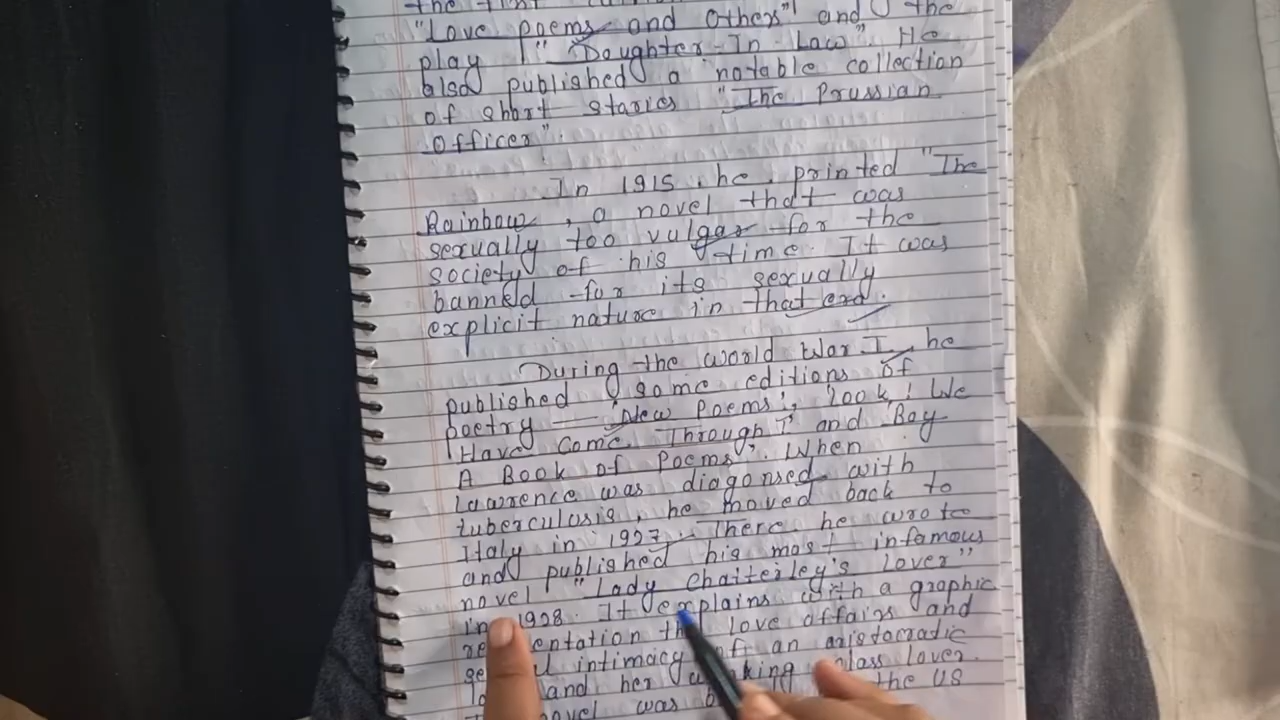 the first
"Love poems and Others" and the
play "Daughter-In-Law". He
also published a notable collection
of short stories "The Prussian
Officer".
In 1915, he printed "The
Rainbow, a novel that was
sexually too vulgar for the
society of his time. It was
banned for its sexually
explicit nature in that era.
During the world War I, he
published some editions of
poetry — 'New Poems', 'Look! We
Have Come Through' and Bay
A Book of Poems'. When
Lawrence was diagonsed with
tuberculosis, he moved back to
Italy in 1927. There he wrote
and published his most infamous
novel "Lady Chatterley's lover"
in 1928. It explains with a graphic
love affairs and
intimacy of an aristocratic
and her class lover.
novel was the US